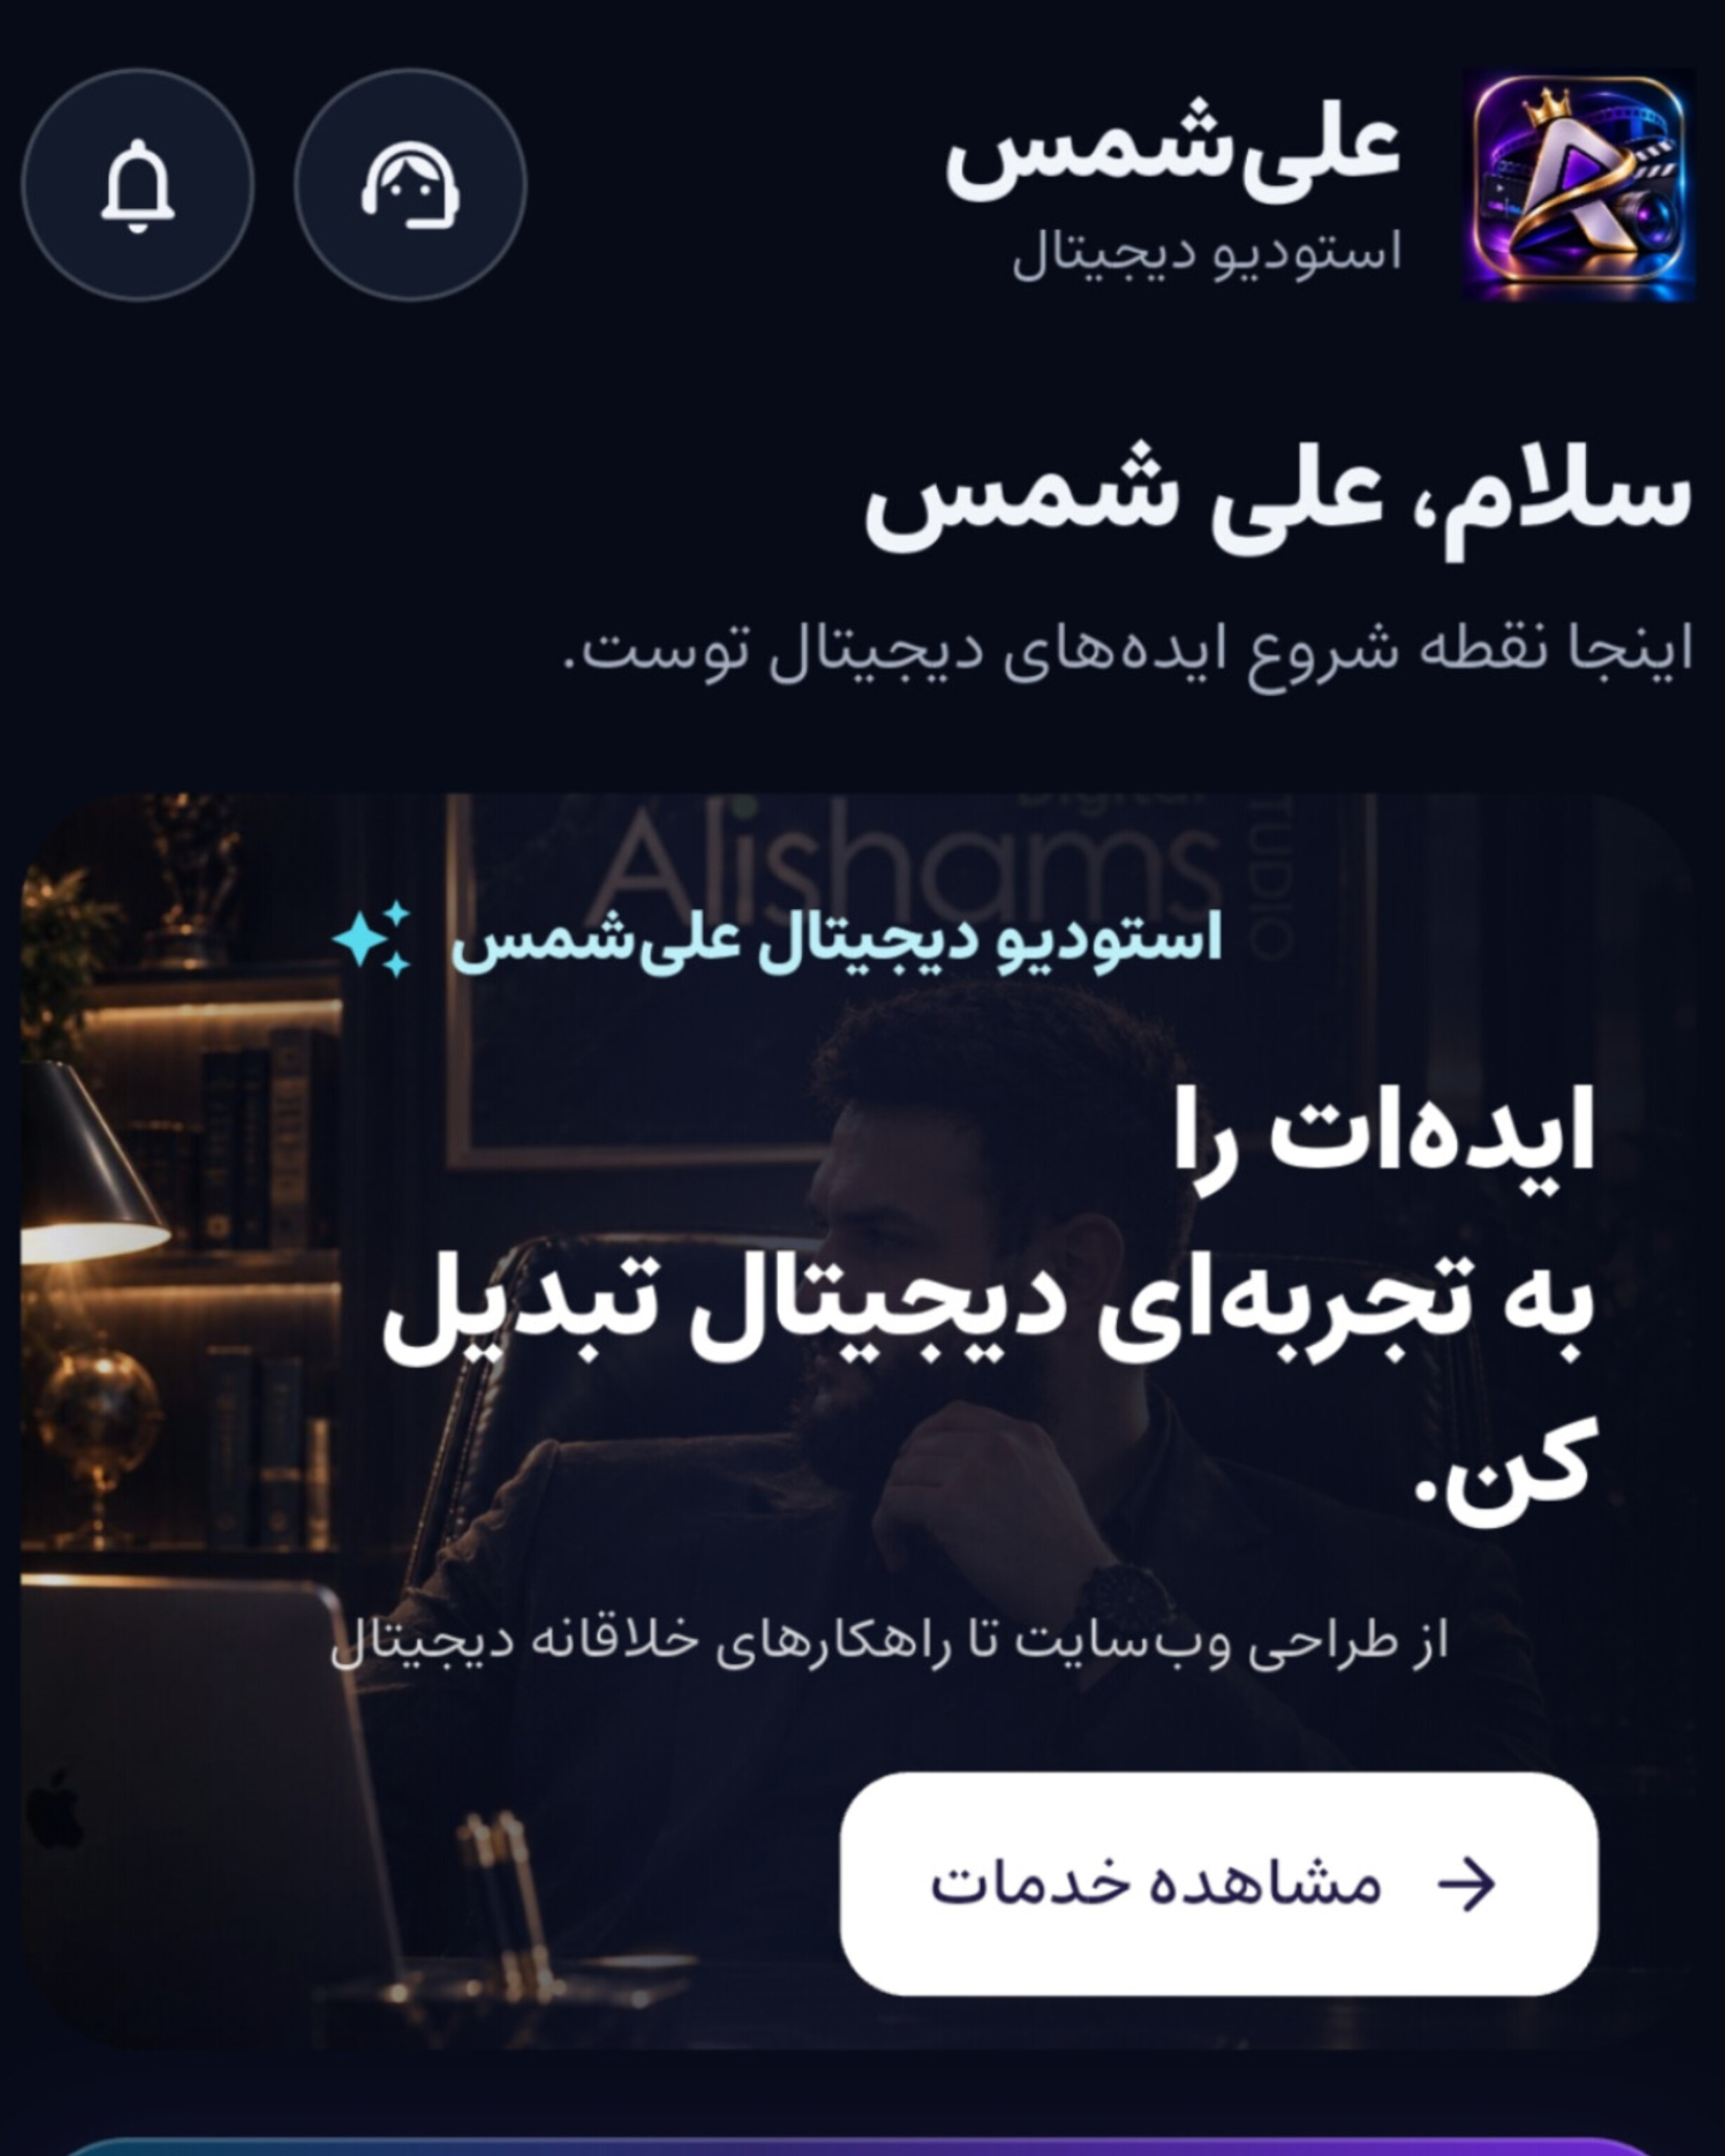 علی‌شمس
استودیو دیجیتال
سلام، علی شمس
اینجا نقطه شروع ایده‌های دیجیتال توست.
Digital
Alishams
STUDIO
استودیو دیجیتال علی‌شمس
ایده‌ات را
به تجربه‌ای دیجیتال تبدیل
کن.
از طراحی وب‌سایت تا راهکارهای خلاقانه دیجیتال
مشاهده خدمات